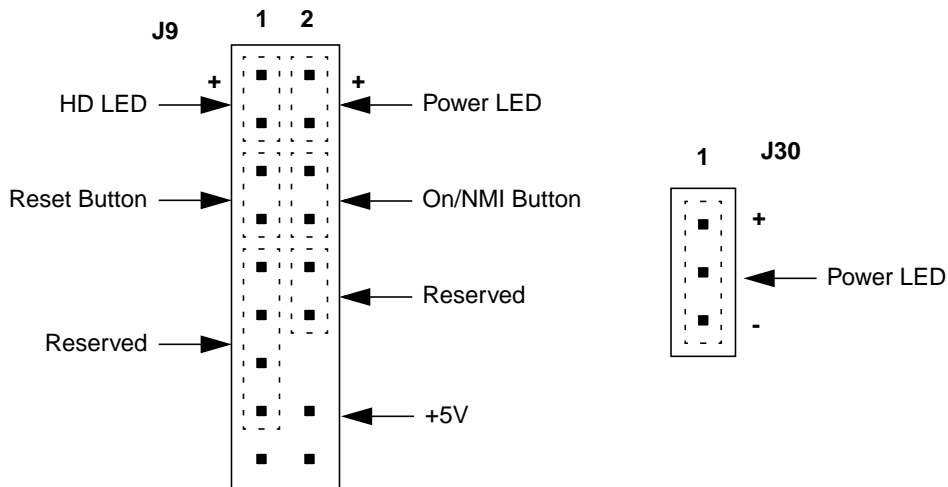 J9
1 2
+ +
HD LED
Power LED
Reset Button
On/NMI Button
Reserved
Reserved
+5V
1
J30
+
Power LED
-